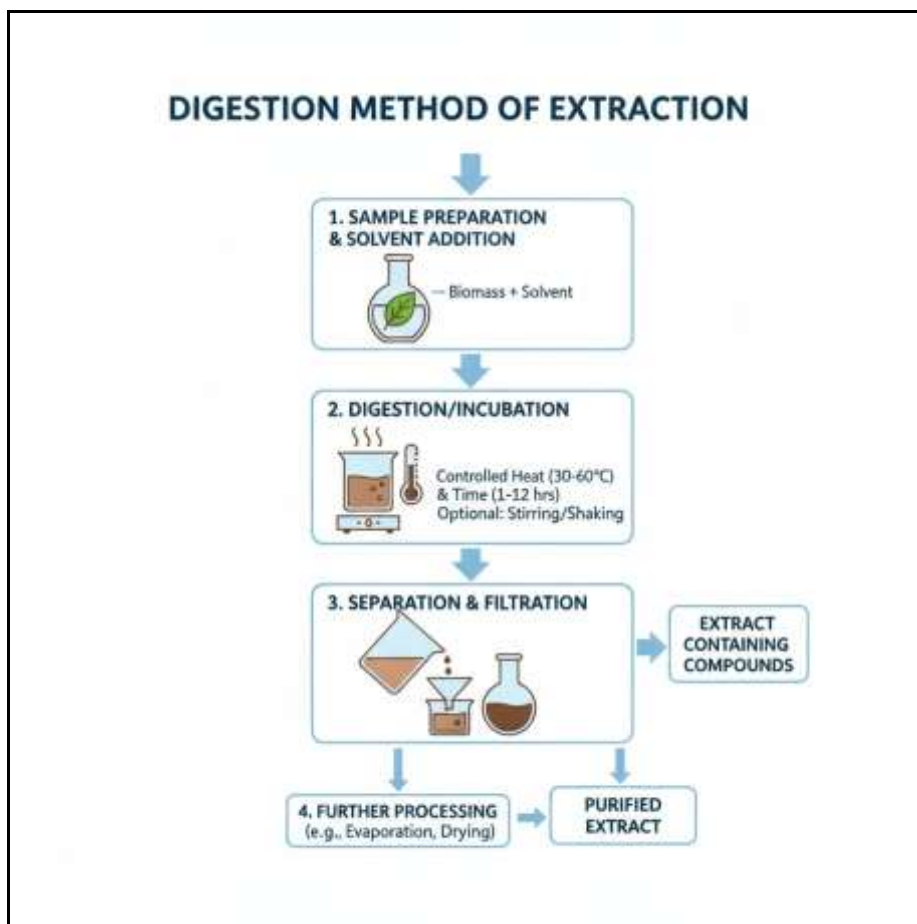 DIGESTION METHOD OF EXTRACTION
1. SAMPLE PREPARATION
& SOLVENT ADDITION
Biomass + Solvent
2. DIGESTION/INCUBATION
Controlled Heat (30-60°C)
& Time (1-12 hrs)
Optional: Stirring/Shaking
3. SEPARATION & FILTRATION
EXTRACT
CONTAINING
COMPOUNDS
4. FURTHER PROCESSING
(e.g., Evaporation, Drying)
PURIFIED
EXTRACT